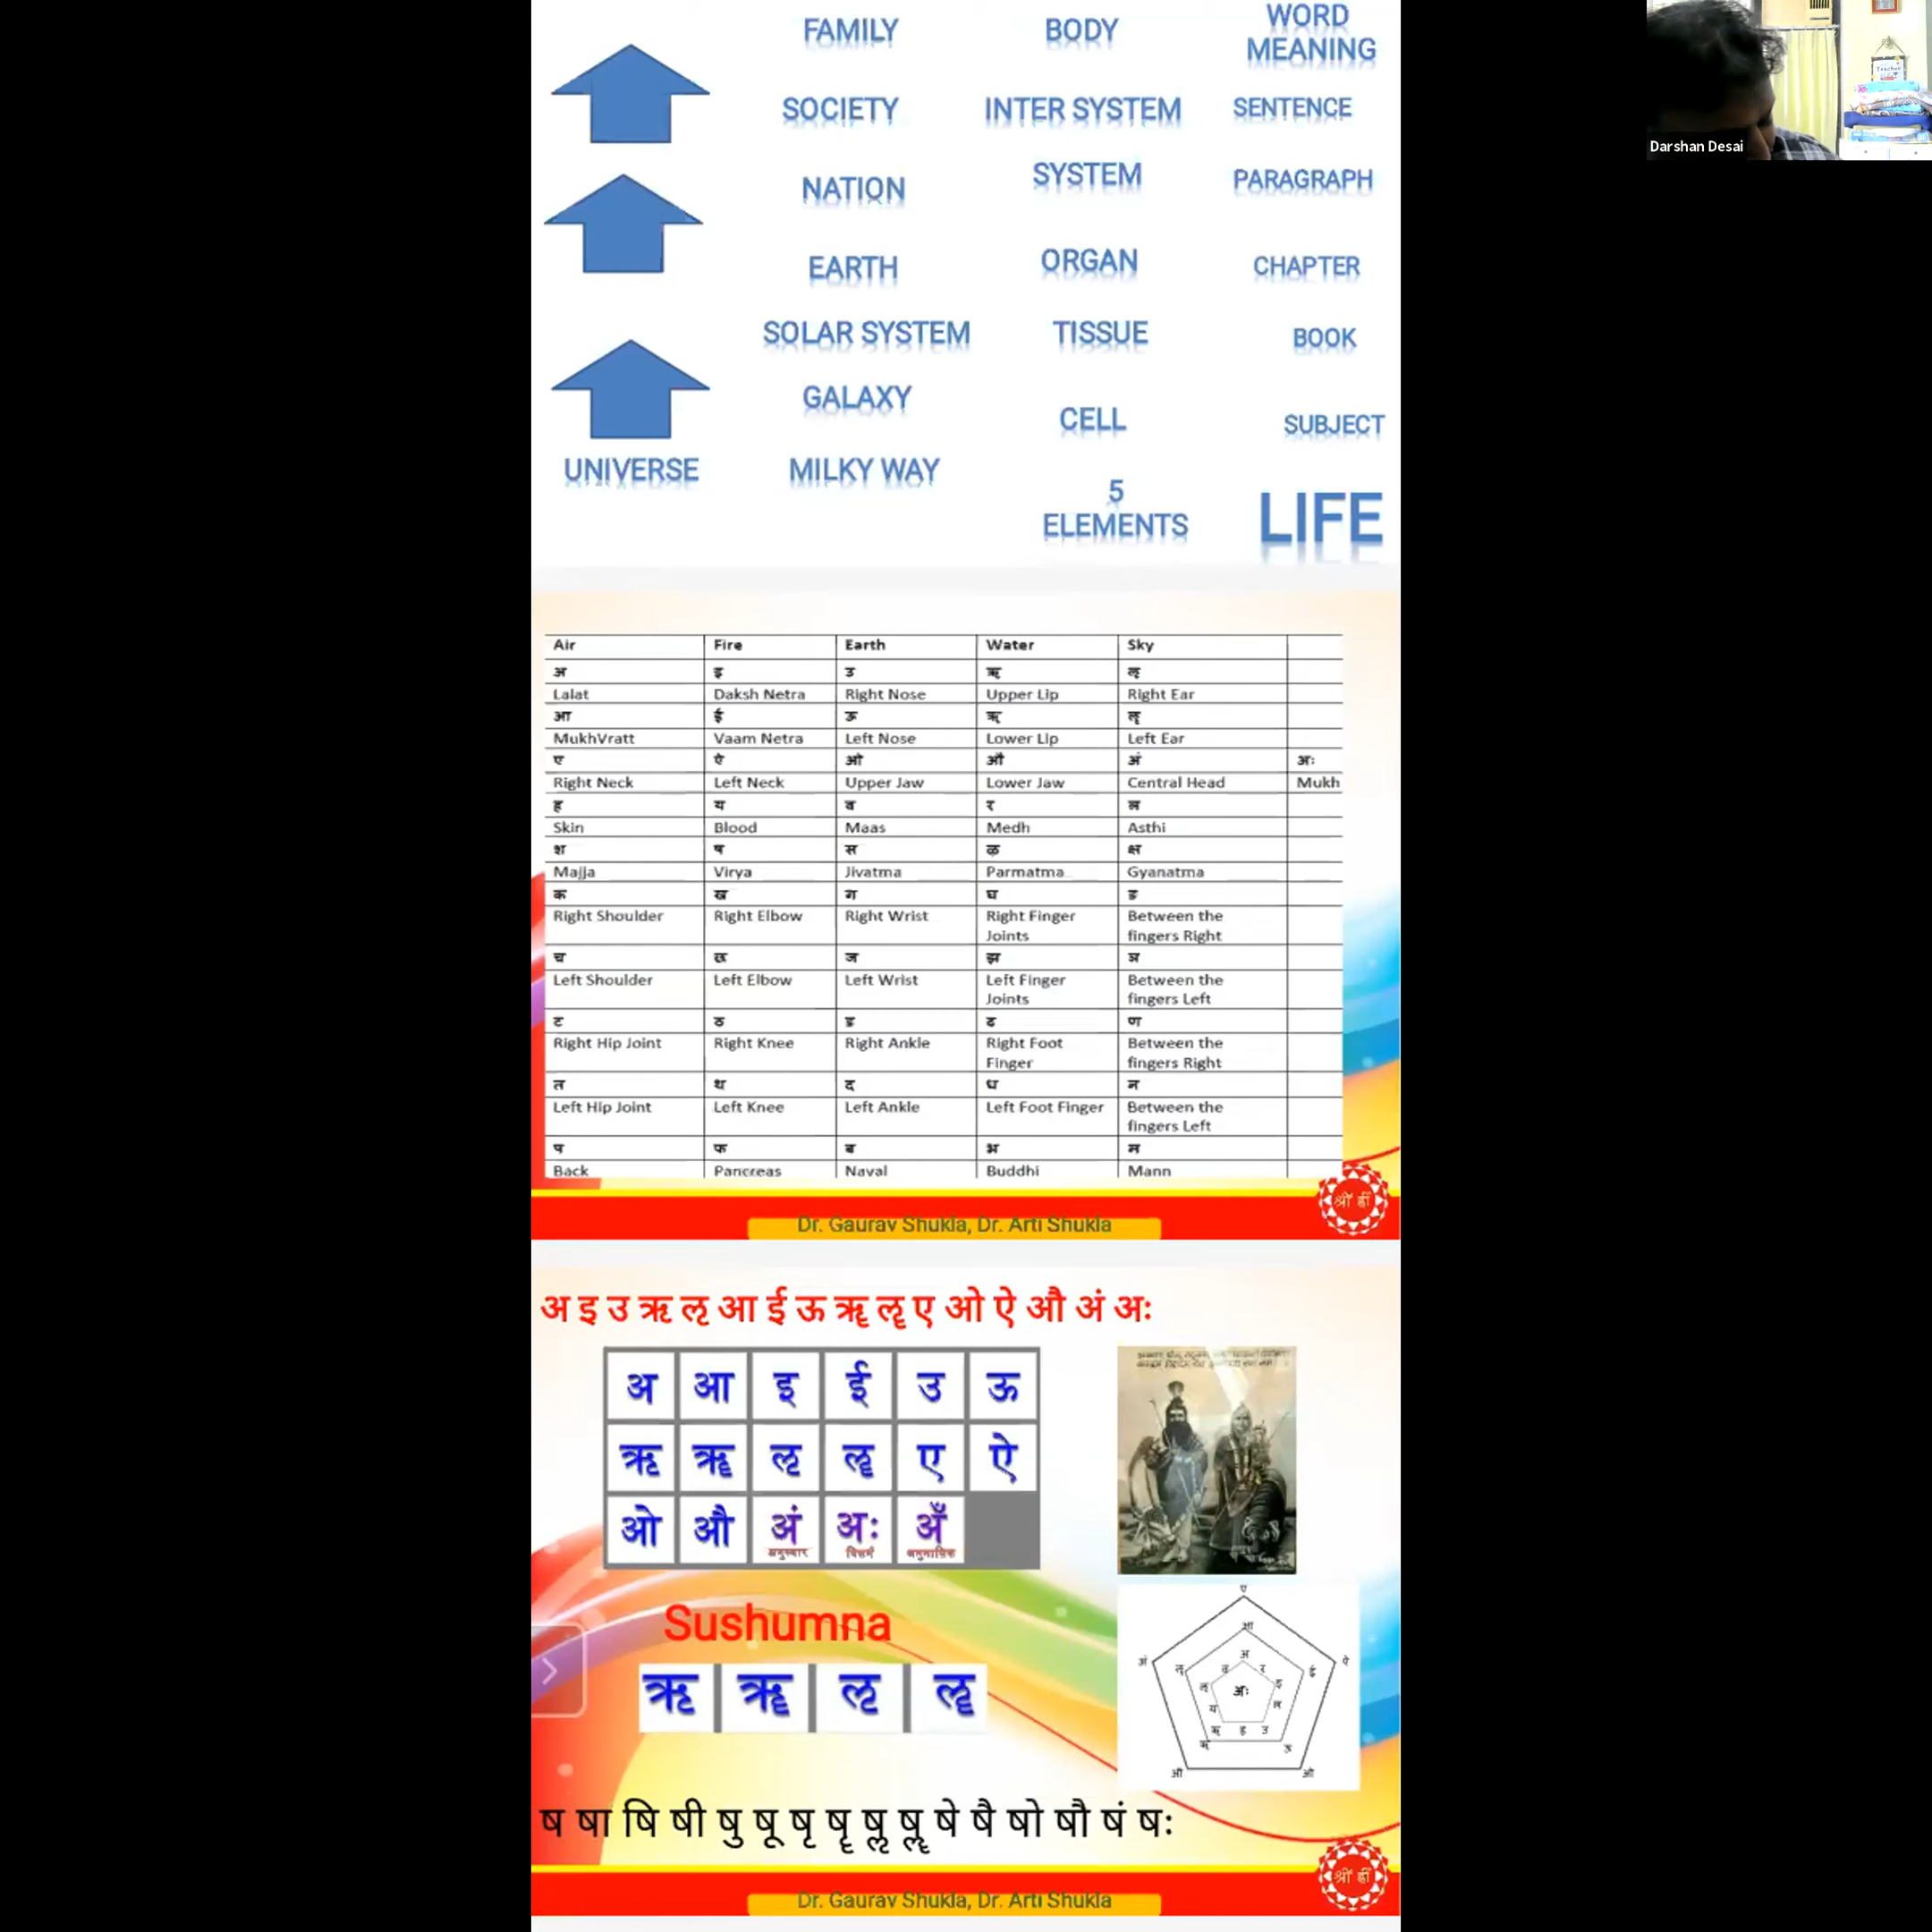 FAMILY BODY WORD MEANING
SOCIETY INTER SYSTEM SENTENCE
NATION SYSTEM PARAGRAPH
EARTH ORGAN CHAPTER
SOLAR SYSTEM TISSUE BOOK
GALAXY CELL SUBJECT
UNIVERSE MILKY WAY 5 ELEMENTS LIFE
Darshan Desai
Air Fire Earth Water Sky
अ इ उ ऋ ऌ
Lalat Daksh Netra Right Nose Upper Lip Right Ear
आ ई ऊ ॠ ॡ
MukhVratt Vaam Netra Left Nose Lower Lip Left Ear
ए ऐ ओ औ अं अः
Right Neck Left Neck Upper Jaw Lower Jaw Central Head Mukh
ह य व र ल
Skin Blood Maas Medh Asthi
श ष स ळ क्ष
Majja Virya Jivatma Parmatma Gyanatma
क ख ग घ ङ
Right Shoulder Right Elbow Right Wrist Right Finger Joints Between the fingers Right
च छ ज झ ञ
Left Shoulder Left Elbow Left Wrist Left Finger Joints Between the fingers Left
ट ठ ड ढ ण
Right Hip Joint Right Knee Right Ankle Right Foot Finger Between the fingers Right
त थ द ध न
Left Hip Joint Left Knee Left Ankle Left Foot Finger Between the fingers Left
प फ ब भ म
Back Pancreas Naval Buddhi Mann
श्रीं ह्रीं
Dr. Gaurav Shukla, Dr. Arti Shukla
अ इ उ ऋ ऌ आ ई ऊ ॠ ॡ ए ओ ऐ औ अं अः
अ आ इ ई उ ऊ
ऋ ॠ ऌ ॡ ए ऐ
ओ औ अं अः अँ
अनुस्वार विसर्ग अनुनासिक
Sushumna
ऋ ॠ ऌ ॡ
ष षा षि षी षु षू षृ षॄ षॢ षॣ षे षै षो षौ षं षः
श्रीं ह्रीं
Dr. Gaurav Shukla, Dr. Arti Shukla